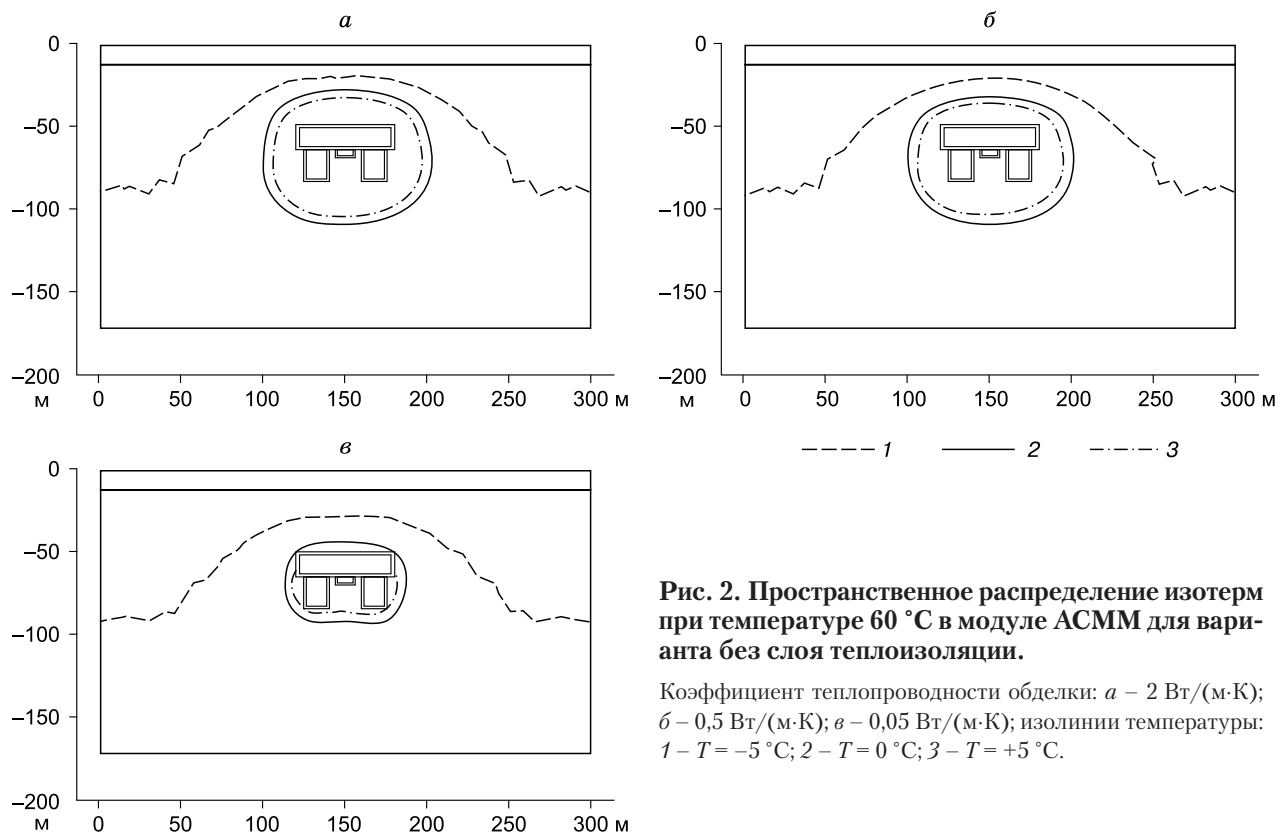 а
0
–50
–100
–150
–200
м
0 50 100 150 200 250 300 м
б
0
–50
–100
–150
–200
м
0 50 100 150 200 250 300 м
1 2 3
в
0
–50
–100
–150
–200
м
0 50 100 150 200 250 300 м
Рис. 2. Пространственное распределение изотерм
при температуре 60 °С в модуле АСММ для вари-
анта без слоя теплоизоляции.
Коэффициент теплопроводности обделки: а – 2 Вт/(м·К);
б – 0,5 Вт/(м·К); в – 0,05 Вт/(м·К); изолинии температуры:
1 – T = –5 °С; 2 – T = 0 °С; 3 – T = +5 °С.